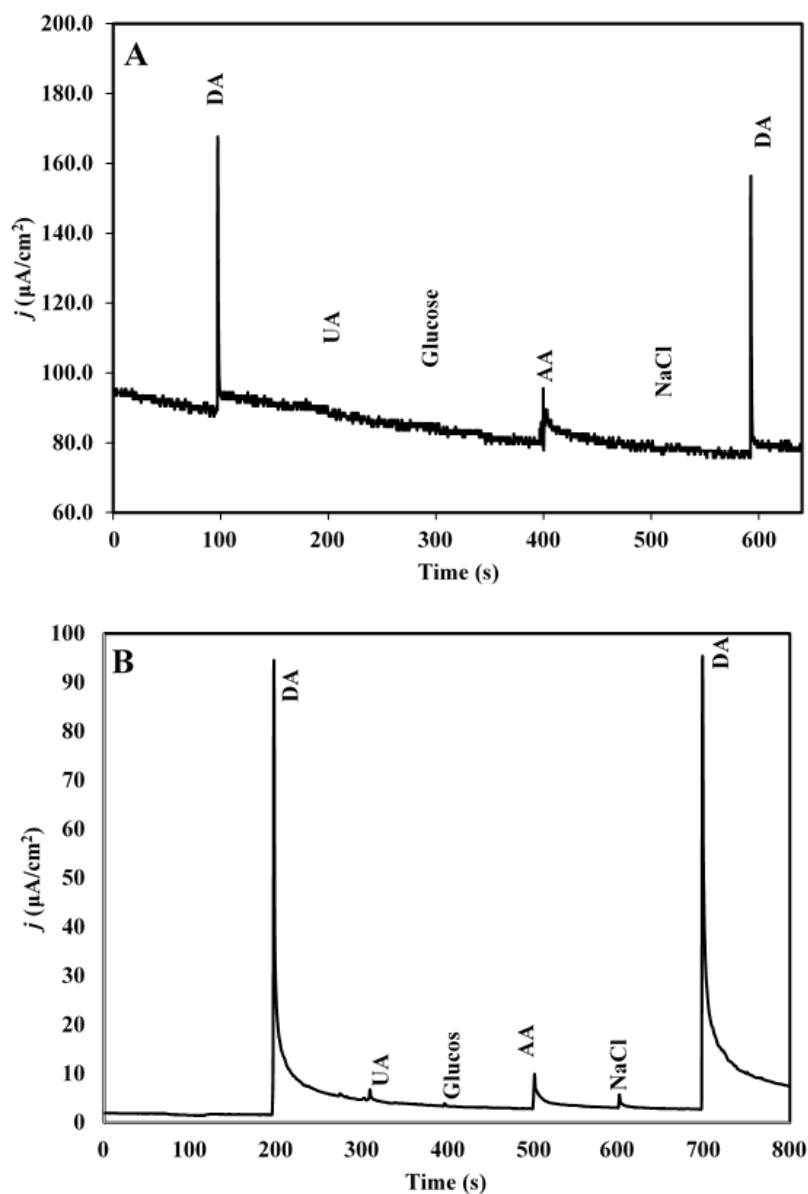 A
200.0
180.0
160.0
140.0
120.0
100.0
80.0
60.0
j (µA/cm²)
DA
UA
Glucose
AA
NaCl
DA
0 100 200 300 400 500 600
Time (s)
B
100
90
80
70
60
50
40
30
20
10
0
j (µA/cm²)
DA
UA
Glucos
AA
NaCl
DA
0 100 200 300 400 500 600 700 800
Time (s)